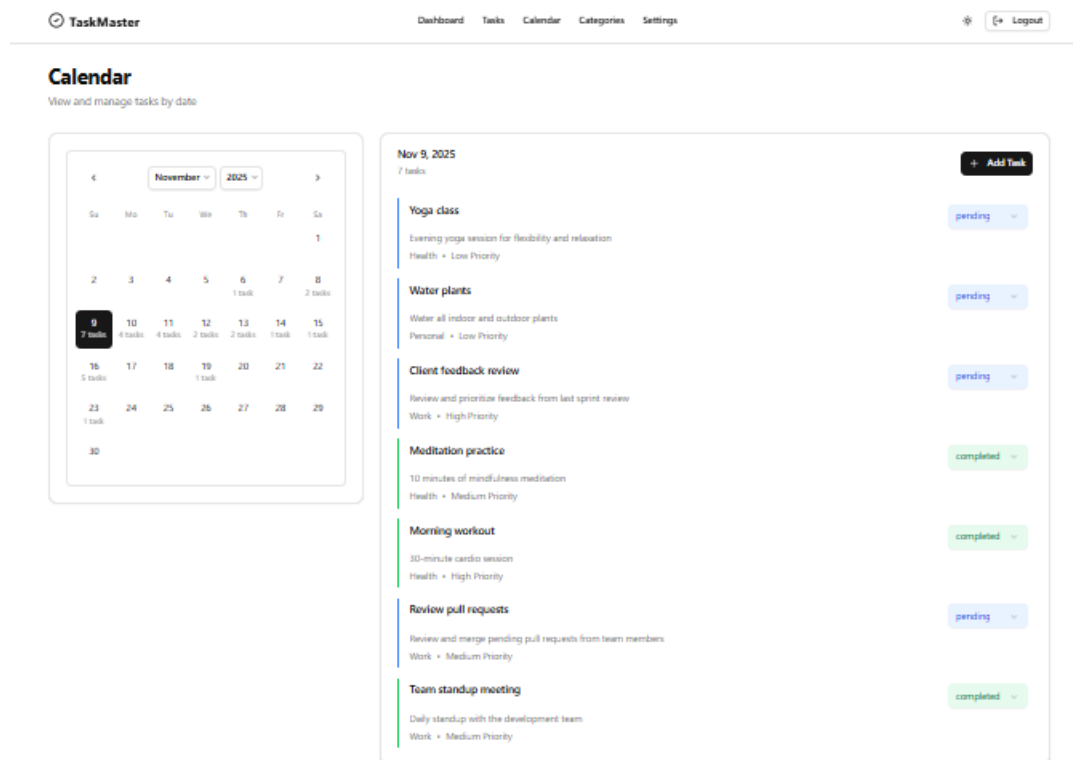 TaskMaster
Dashboard Tasks Calendar Categories Settings
Logout
Calendar
View and manage tasks by date
November 2025
Su Mo Tu We Th Fr Sa
1
2 3 4 5 6 7 8
1 task 2 tasks
9 10 11 12 13 14 15
7 tasks 4 tasks 4 tasks 2 tasks 2 tasks 1 task 1 task
16 17 18 19 20 21 22
5 tasks 1 task
23 24 25 26 27 28 29
1 task
30
Nov 9, 2025
7 tasks
+ Add Task
Yoga class
pending
Evening yoga session for flexibility and relaxation
Health • Low Priority
Water plants
pending
Water all indoor and outdoor plants
Personal • Low Priority
Client feedback review
pending
Review and prioritize feedback from last sprint review
Work • High Priority
Meditation practice
completed
10 minutes of mindfulness meditation
Health • Medium Priority
Morning workout
completed
30-minute cardio session
Health • High Priority
Review pull requests
pending
Review and merge pending pull requests from team members
Work • Medium Priority
Team standup meeting
completed
Daily standup with the development team
Work • Medium Priority